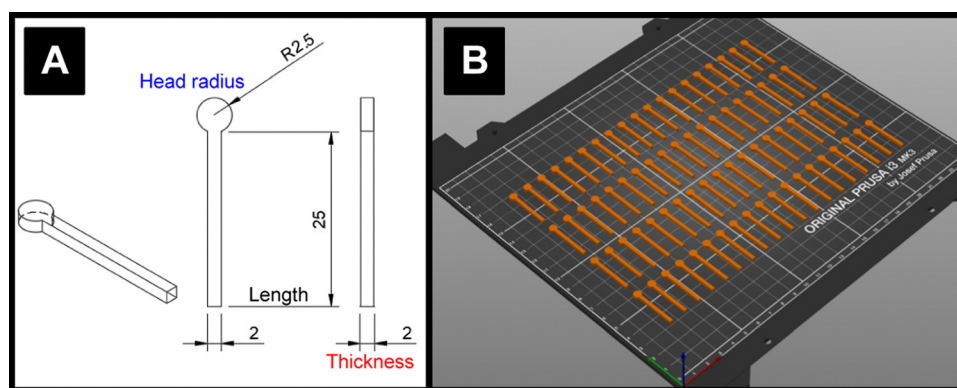 A
Head radius
R2.5
25
Length
2
2
Thickness
B
ORIGINAL PRUSA i3 MK3
by Josef Prusa